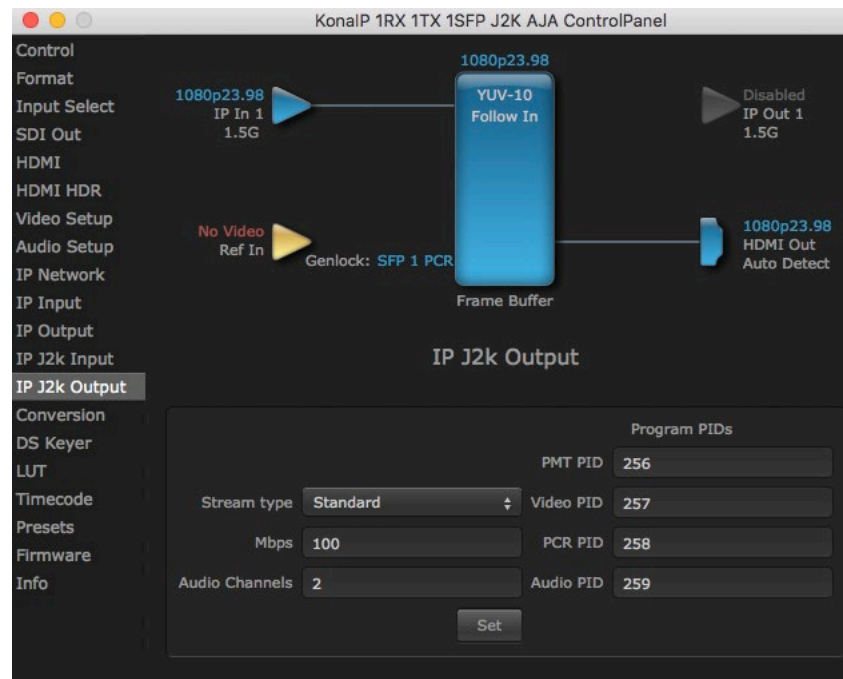 KonaIP 1RX 1TX 1SFP J2K AJA ControlPanel
Control
Format
Input Select
SDI Out
HDMI
HDMI HDR
Video Setup
Audio Setup
IP Network
IP Input
IP Output
IP J2k Input
IP J2k Output
Conversion
DS Keyer
LUT
Timecode
Presets
Firmware
Info
1080p23.98
IP In 1
1.5G
No Video
Ref In
Genlock: SFP 1 PCR
1080p23.98
YUV-10
Follow In
Frame Buffer
Disabled
IP Out 1
1.5G
1080p23.98
HDMI Out
Auto Detect
IP J2k Output
Program PIDs
PMT PID 256
Stream type Standard Video PID 257
Mbps 100 PCR PID 258
Audio Channels 2 Audio PID 259
Set